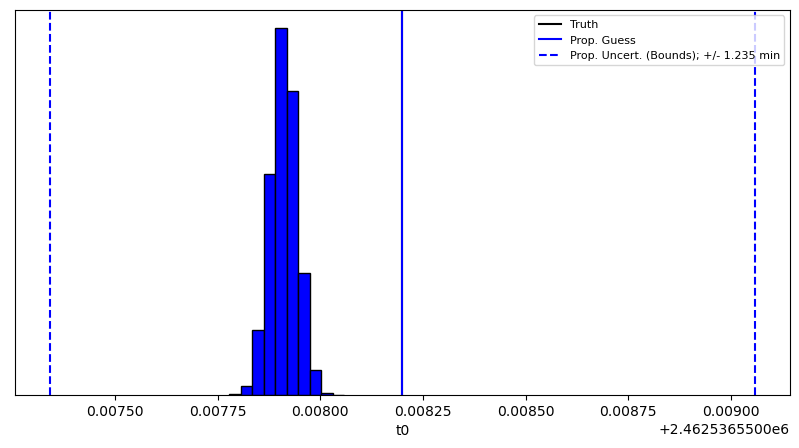 Truth
Prop. Guess
Prop. Uncert. (Bounds); +/- 1.235 min
0.00750 0.00775 0.00800 0.00825 0.00850 0.00875 0.00900
t0
+2.4625365500e6